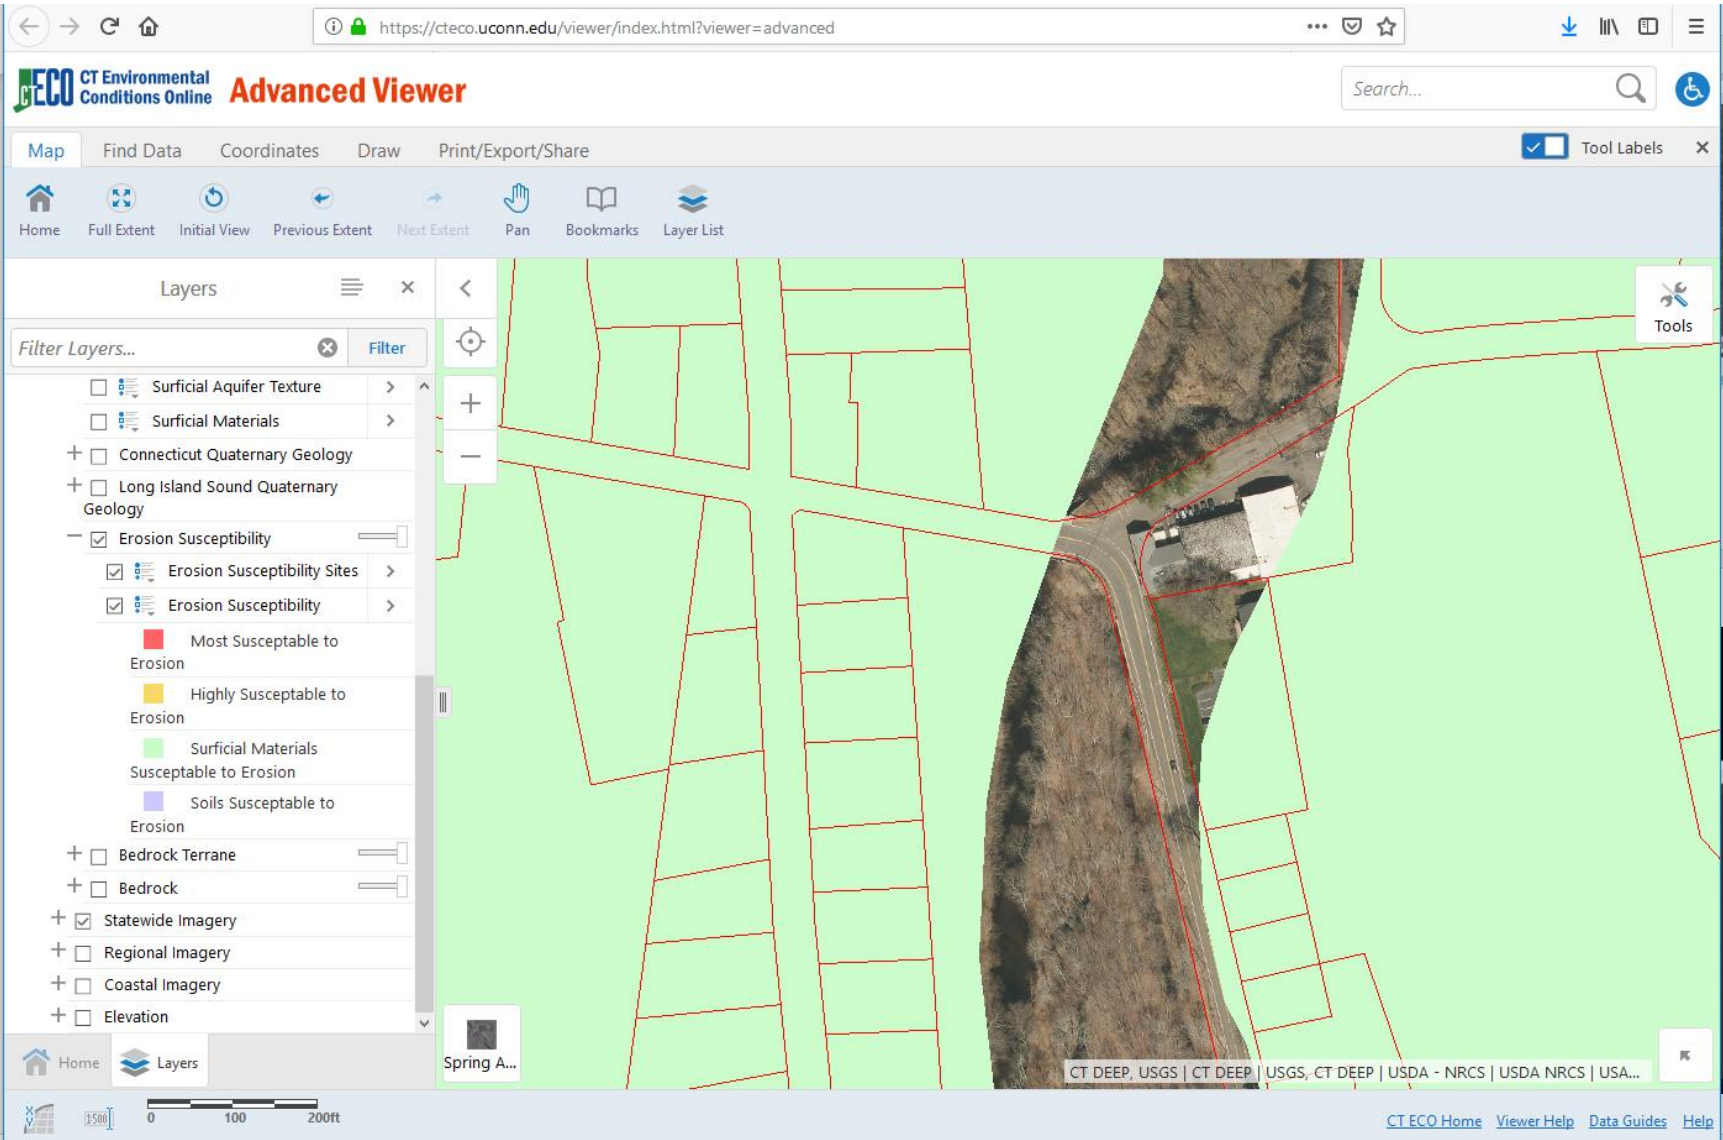 https://cteco.uconn.edu/viewer/index.html?viewer=advanced
CTECO CT Environmental
Conditions Online
Advanced Viewer
Search...
Map Find Data Coordinates Draw Print/Export/Share
Tool Labels
Home Full Extent Initial View Previous Extent Next Extent Pan Bookmarks Layer List
Layers
Tools
Filter Layers...
Filter
Surficial Aquifer Texture
Surficial Materials
Connecticut Quaternary Geology
Long Island Sound Quaternary
Geology
Erosion Susceptibility
Erosion Susceptibility Sites
Erosion Susceptibility
Most Susceptable to
Erosion
Highly Susceptable to
Erosion
Surficial Materials
Susceptable to Erosion
Soils Susceptable to
Erosion
Bedrock Terrane
Bedrock
Statewide Imagery
Regional Imagery
Coastal Imagery
Elevation
Home Layers
Spring A...
CT DEEP, USGS | CT DEEP | USGS, CT DEEP | USDA - NRCS | USDA NRCS | USA...
X
Y
1:500
0 100 200ft
CT ECO Home Viewer Help Data Guides Help